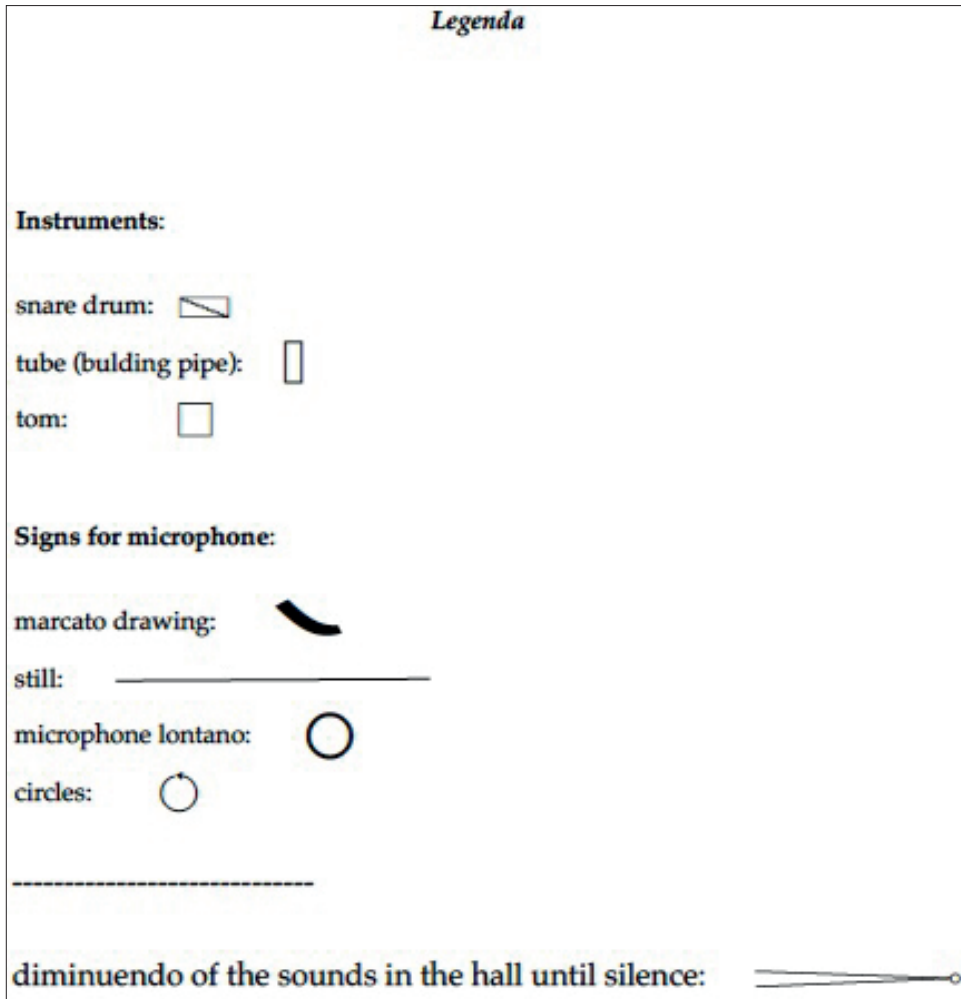 Legenda
Instruments:
snare drum:
tube (bulding pipe):
tom:
Signs for microphone:
marcato drawing:
still:
microphone lontano:
circles:
-----------------------------
diminuendo of the sounds in the hall until silence: